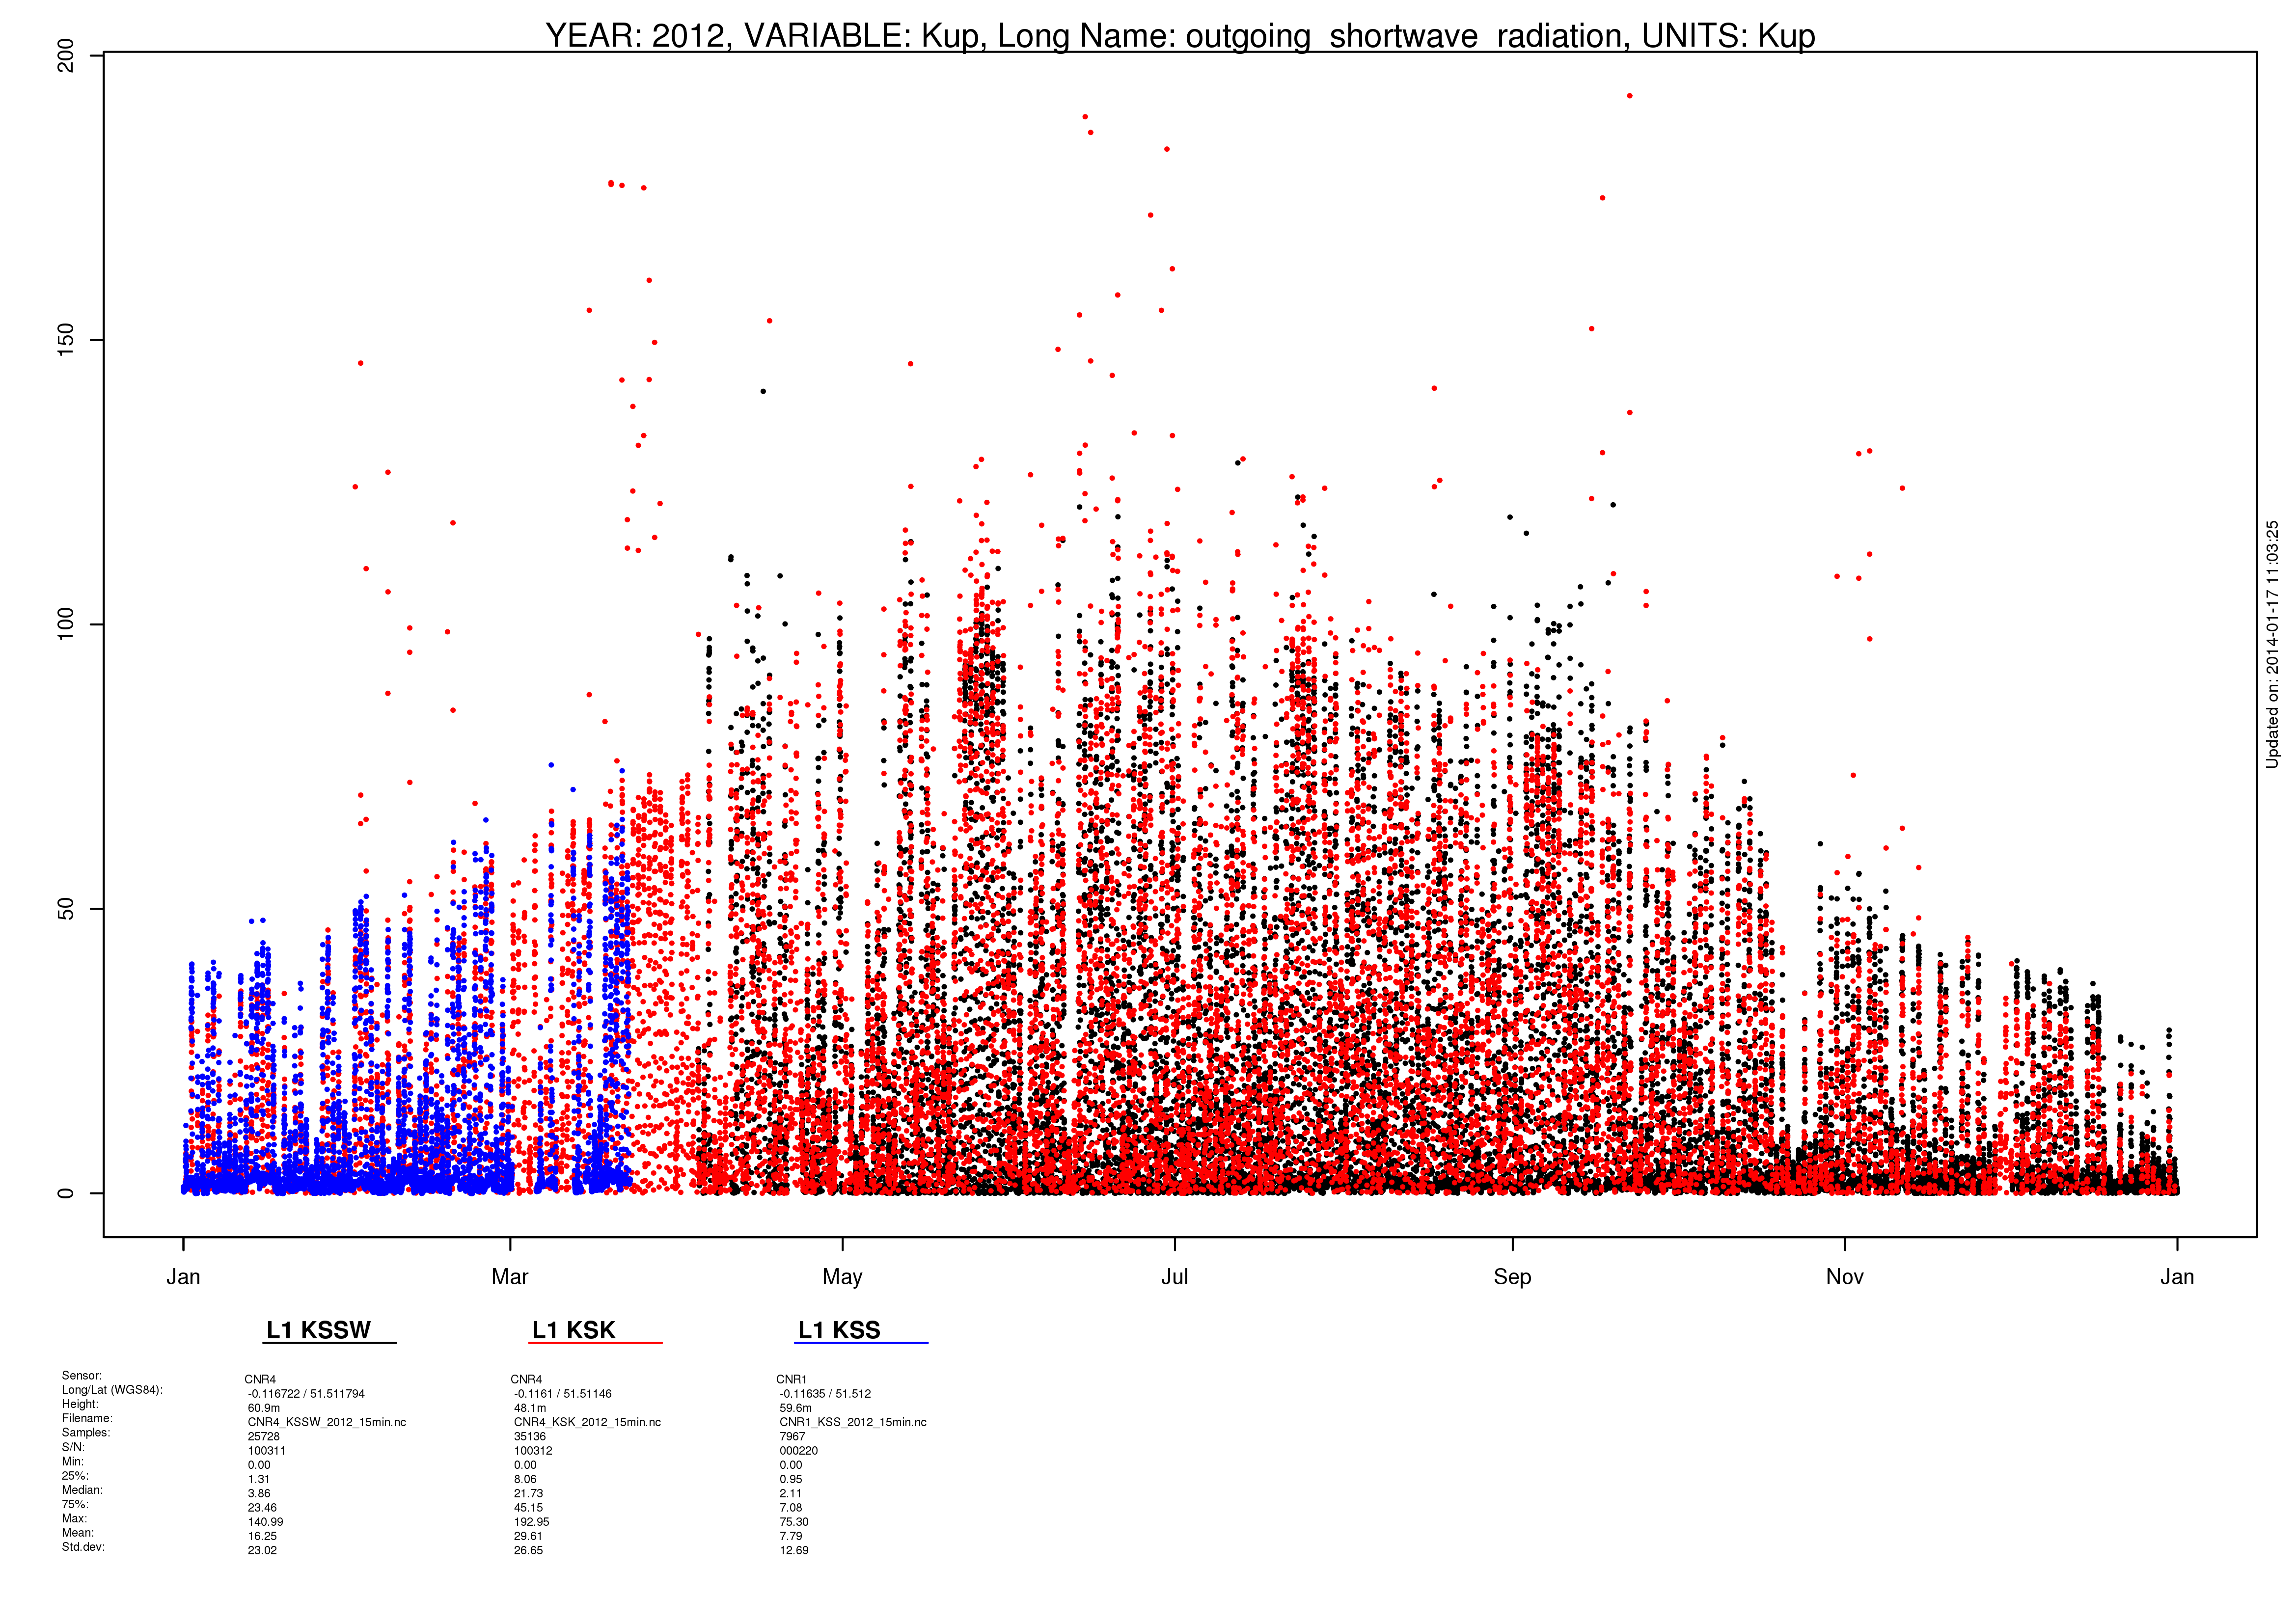 YEAR: 2012, VARIABLE: Kup, Long Name: outgoing shortwave radiation, UNITS: Kup
200
150
100
50
0
Updated on: 2014-01-17 11:03:25
Jan Mar May Jul Sep Nov Jan
L1 KSSW L1 KSK L1 KSS
Sensor: CNR4 CNR4 CNR1
Long/Lat (WGS84): -0.116722 / 51.511794 -0.1161 / 51.51146 -0.11635 / 51.512
Height: 60.9m 48.1m 59.6m
Filename: CNR4_KSSW_2012_15min.nc CNR4_KSK_2012_15min.nc CNR1_KSS_2012_15min.nc
Samples: 25728 35136 7967
S/N: 100311 100312 000220
Min: 0.00 0.00 0.00
25%: 1.31 8.06 0.95
Median: 3.86 21.73 2.11
75%: 23.46 45.15 7.08
Max: 140.99 192.95 75.30
Mean: 16.25 29.61 7.79
Std.dev: 23.02 26.65 12.69